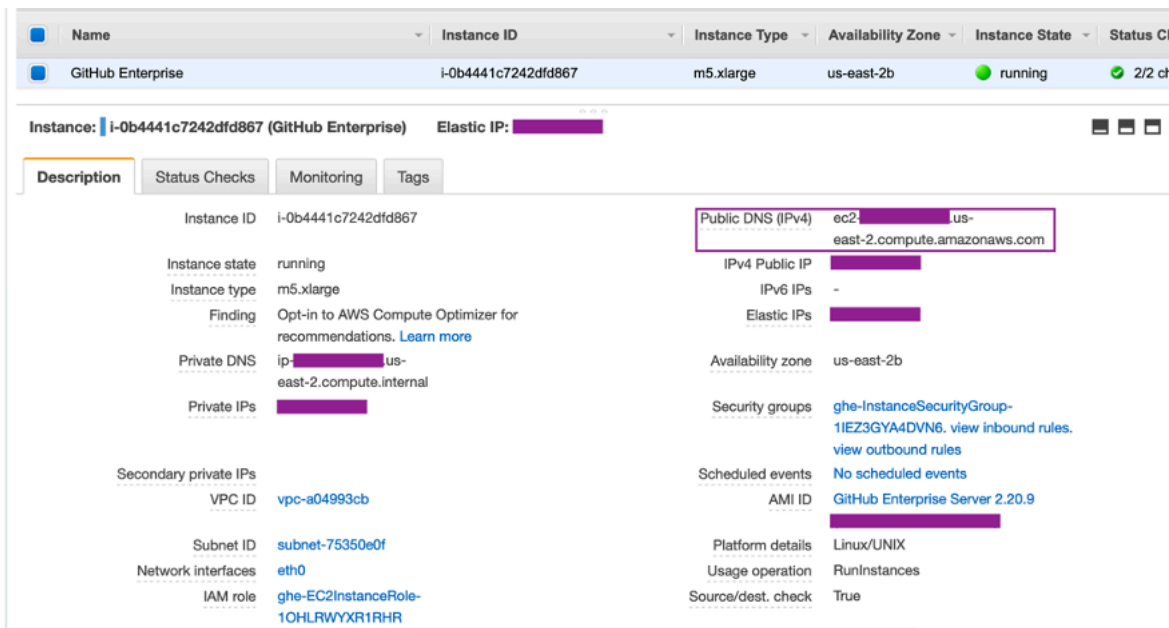 Name Instance ID Instance Type Availability Zone Instance State Status
GitHub Enterprise i-0b4441c7242dfd867 m5.xlarge us-east-2b running 2/2
Instance: i-0b4441c7242dfd867 (GitHub Enterprise) Elastic IP:
Description Status Checks Monitoring Tags
Instance ID i-0b4441c7242dfd867 Public DNS (IPv4) ec2- .us-
east-2.compute.amazonaws.com
Instance state running IPv4 Public IP
Instance type m5.xlarge IPv6 IPs -
Finding Opt-in to AWS Compute Optimizer for Elastic IPs
recommendations. Learn more
Private DNS ip- .us- Availability zone us-east-2b
east-2.compute.internal
Private IPs Security groups ghe-InstanceSecurityGroup-
1IEZ3GYA4DVN6. view inbound rules.
view outbound rules
Secondary private IPs Scheduled events No scheduled events
VPC ID vpc-a04993cb AMI ID GitHub Enterprise Server 2.20.9
Subnet ID subnet-75350e0f Platform details Linux/UNIX
Network interfaces eth0 Usage operation RunInstances
IAM role ghe-EC2InstanceRole- Source/dest. check True
1OHLRWYXR1RHR